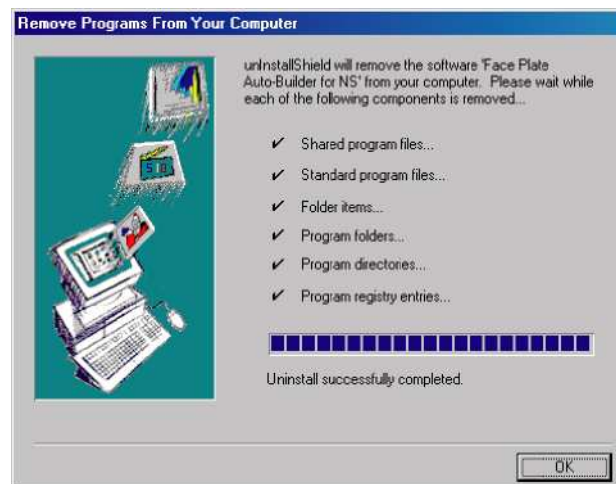 Remove Programs From Your Computer
unInstallShield will remove the software 'Face Plate
Auto-Builder for NS' from your computer. Please wait while
each of the following components is removed...
Shared program files...
Standard program files...
Folder items...
Program folders...
Program directories...
Program registry entries...
Uninstall successfully completed.
OK